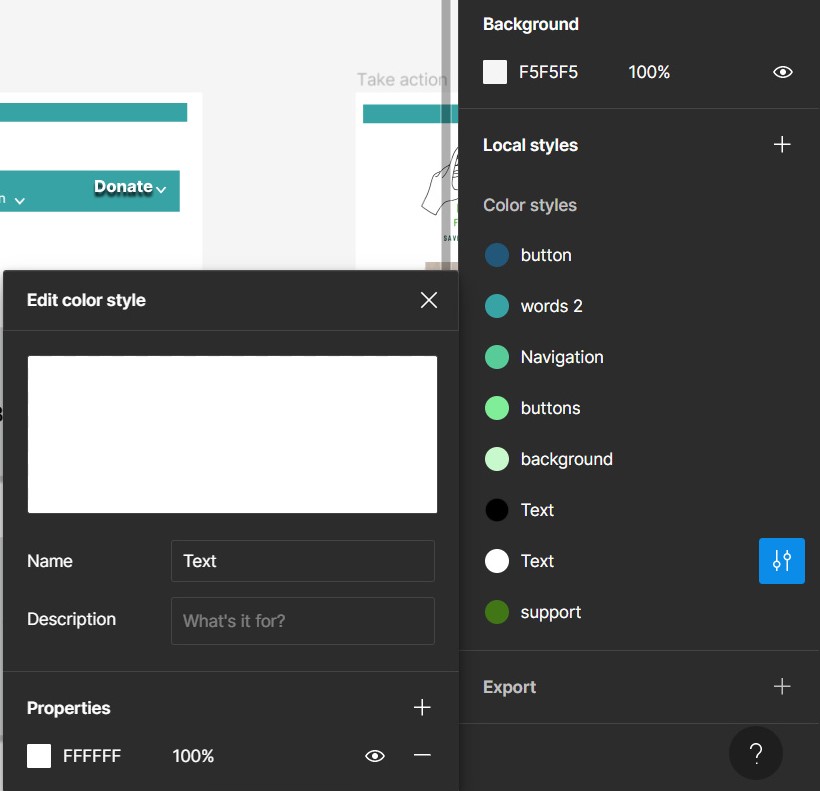 Background
F5F5F5 100%
Take action
Local styles
Donate
n
Color styles
button
SAV
Edit color style
words 2
Navigation
buttons
background
Text
Name Text
Text
Description What's it for?
support
Export
Properties
FFFFFF 100%
?